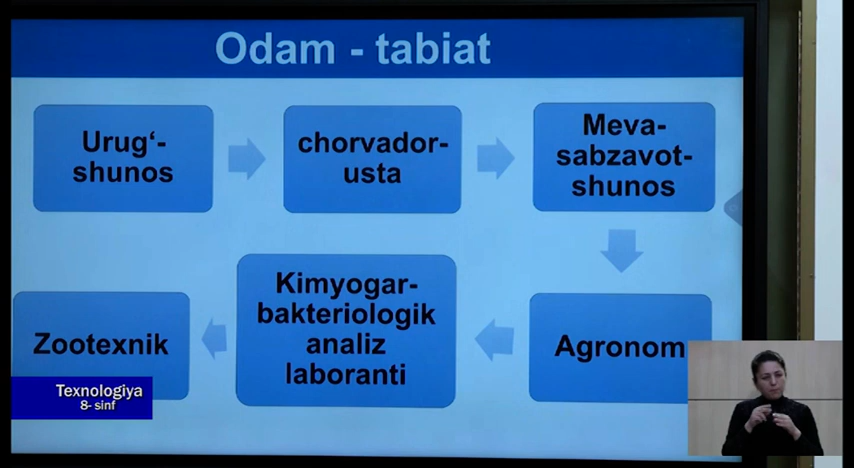 Odam - tabiat
Urug‘-
shunos
chorvador-
usta
Meva-
sabzavot-
shunos
Agronom
Kimyogar-
bakteriologik
analiz
laboranti
Zootexnik
Texnologiya
8- sinf